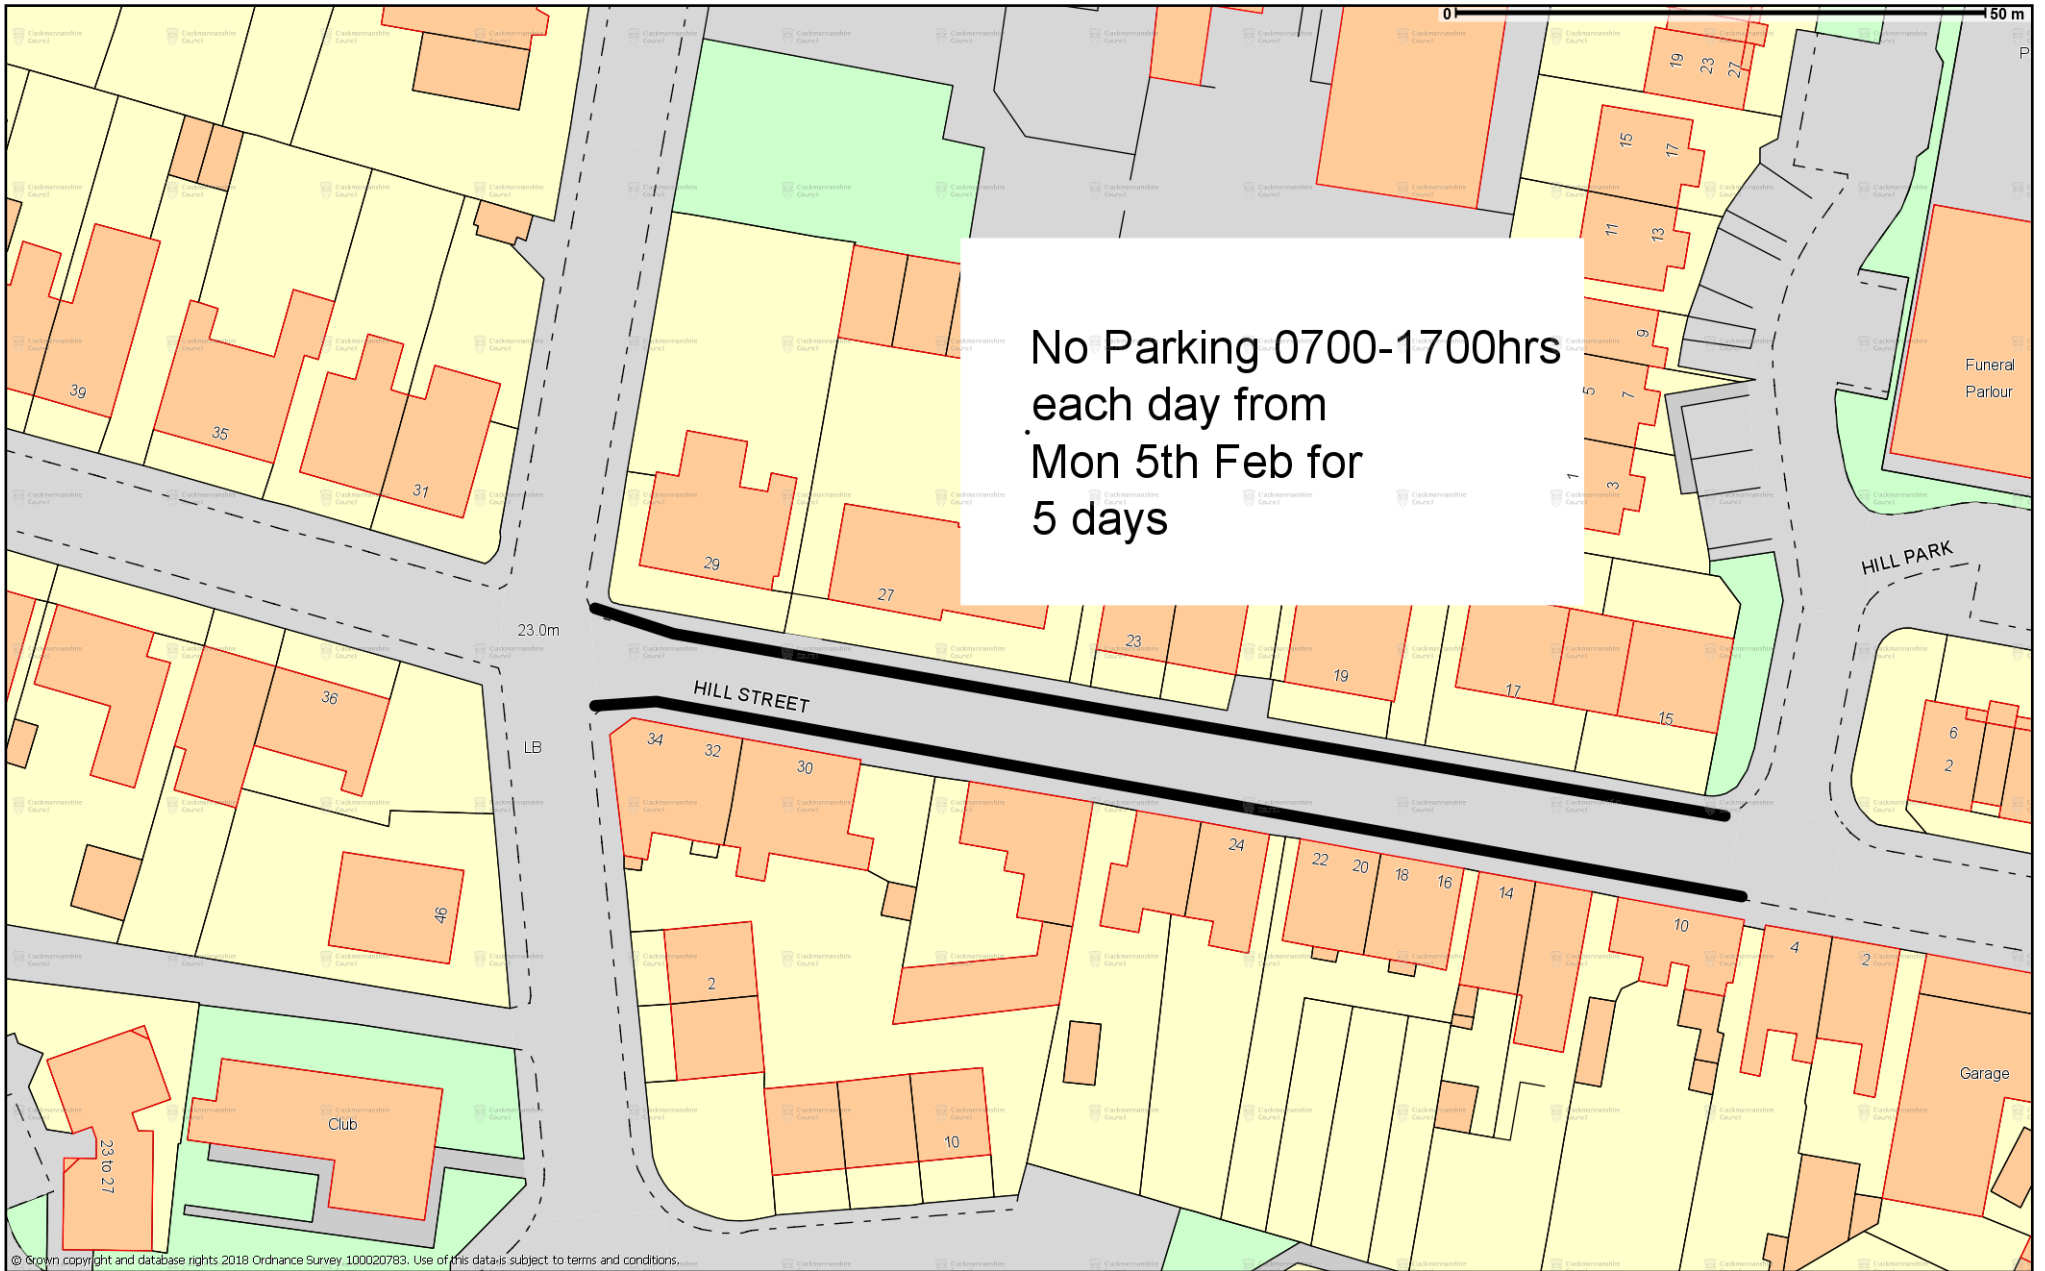 0 50 m
P
19 23 27
15 17
11 13
9
5 7
1 3
Funeral
Parlour
No Parking 0700-1700hrs
each day from
Mon 5th Feb for
5 days
39
35
31
29
27
23
19
17
15
HILL PARK
23.0m
HILL STREET
LB
36
46
34 32 30
24
22 20 18 16
14
10
4 2
6
2
2
10
Garage
Club
23 to 27
© Crown copyright and database rights 2018 Ordnance Survey 100020783. Use of this data is subject to terms and conditions.
Clackmannanshire
Council